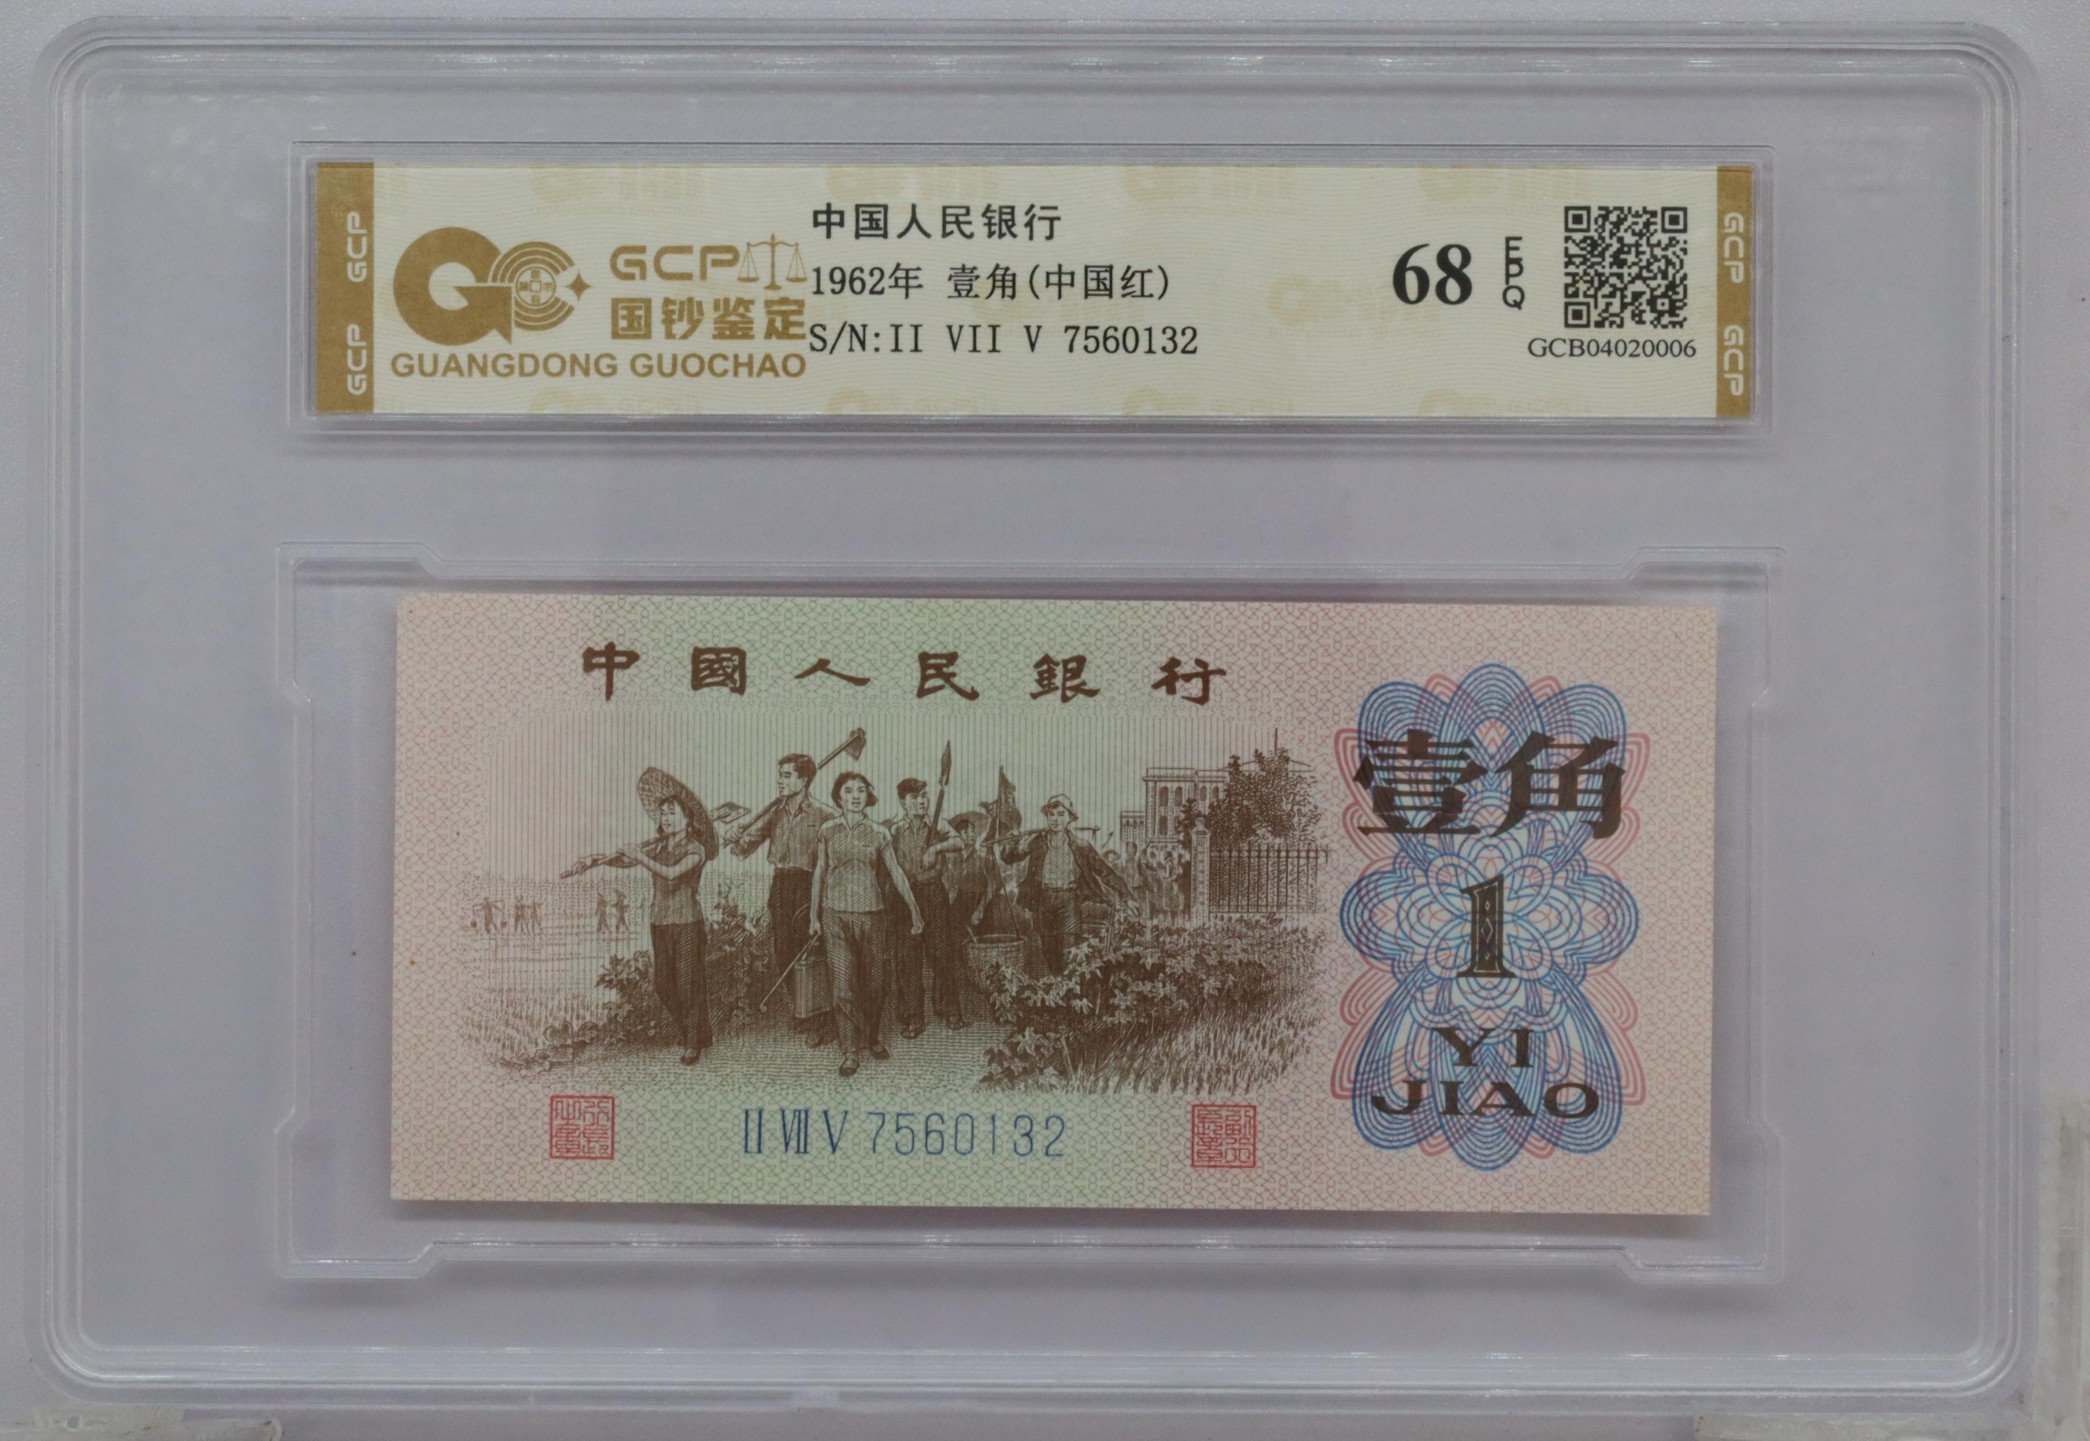 GCP
GCP
GCP
国钞鉴定
GUANGDONG GUOCHAO
中国人民银行
1962年 壹角(中国红)
S/N:II VII V 7560132
68
EPQ
GCB04020006
GCP
GCP
中國人民銀行
壹角
1
YI
JIAO
II VII V 7560132